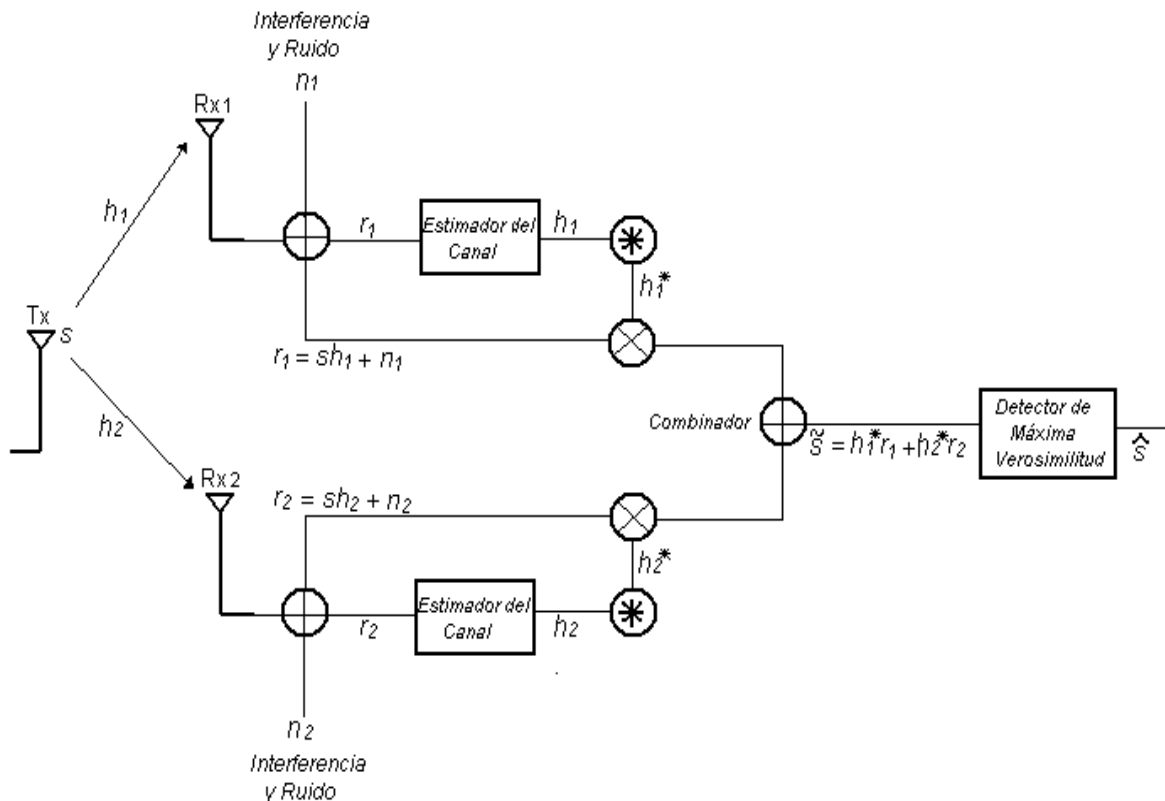 Interferencia
y Ruido
n1
Rx1
h1
r1
Estimador del
Canal
h1
*
h1*
Tx
s
r1 = sh1 + n1
h2
Combinador
s̃ = h1*r1 + h2*r2
Detector de
Máxima
Verosimilitud
ŝ
Rx2
r2 = sh2 + n2
h2*
r2
Estimador del
Canal
h2
*
n2
Interferencia
y Ruido